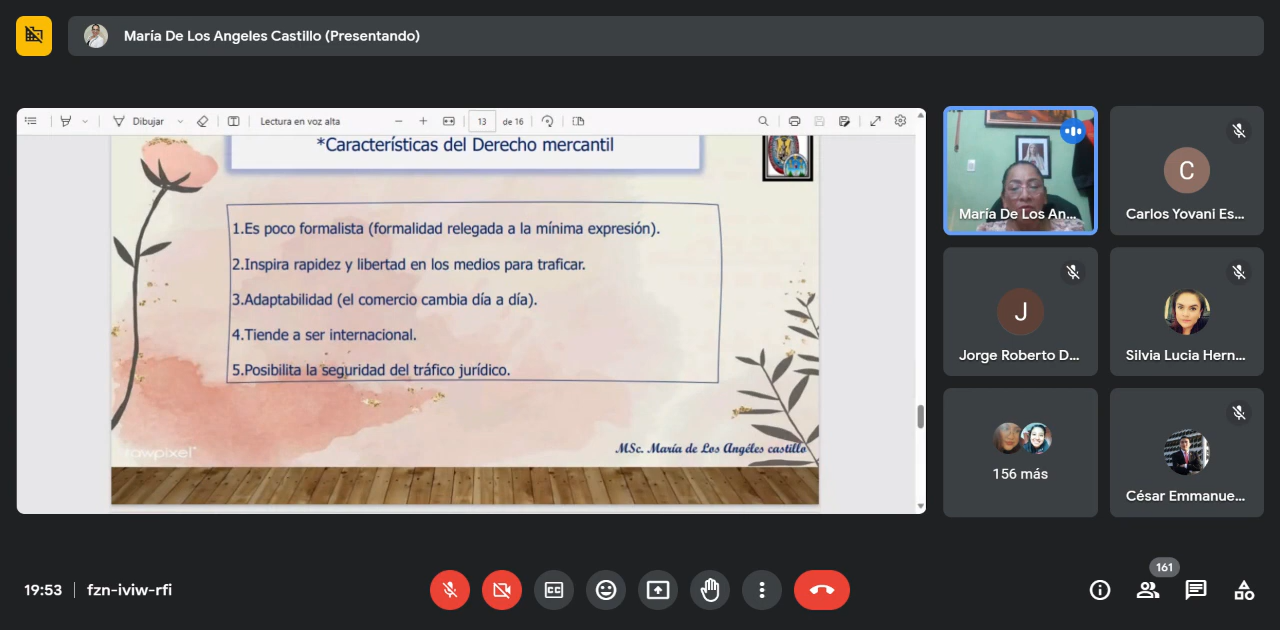 María De Los Angeles Castillo (Presentando)
Dibujar
Lectura en voz alta
13 de 16
*Características del Derecho mercantil
1.Es poco formalista (formalidad relegada a la mínima expresión).
2.Inspira rapidez y libertad en los medios para traficar.
3.Adaptabilidad (el comercio cambia día a día).
4.Tiende a ser internacional.
5.Posibilita la seguridad del tráfico jurídico.
MSc. María de Los Angéles castillo
rawpixel
María De Los An...
C
Carlos Yovani Es...
J
Jorge Roberto D...
Silvia Lucia Hern...
156 más
César Emmanue...
19:53
fzn-iviw-rfi
CC
161